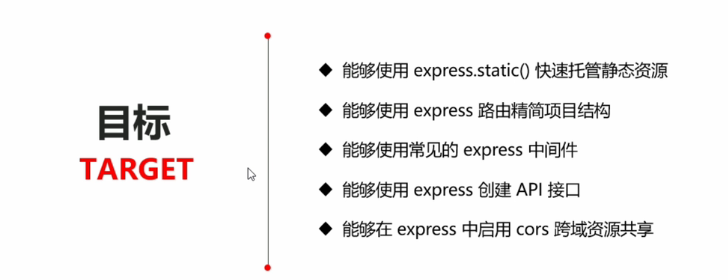 目标
TARGET
◆ 能够使用 express.static() 快速托管静态资源
◆ 能够使用 express 路由精简项目结构
◆ 能够使用常见的 express 中间件
◆ 能够使用 express 创建 API 接口
◆ 能够在 express 中启用 cors 跨域资源共享